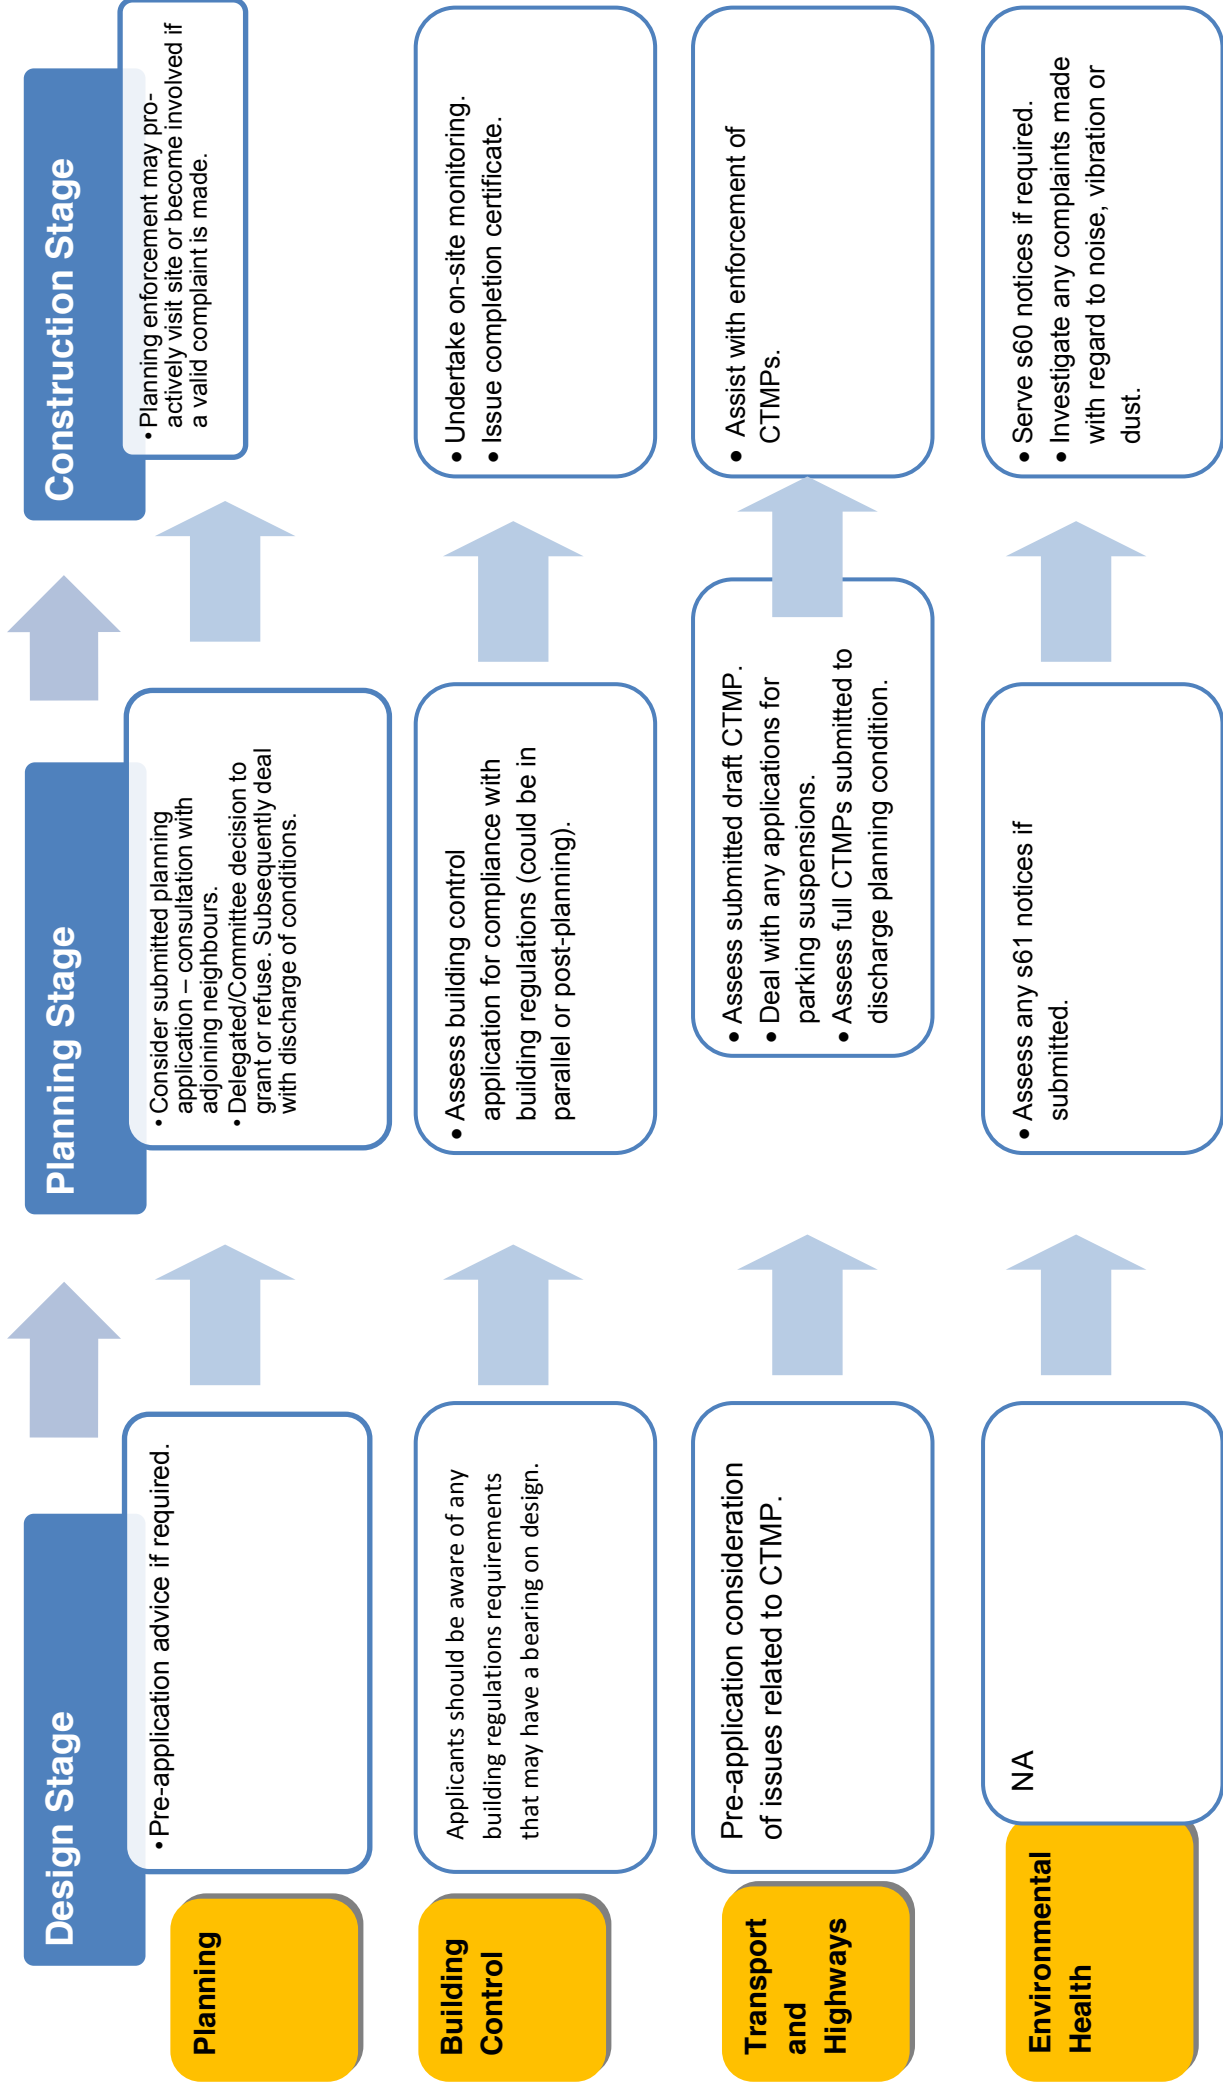 Design Stage
Planning Stage
Construction Stage
Planning
• Pre-application advice if required.
• Consider submitted planning
application – consultation with
adjoining neighbours.
• Delegated/Committee decision to
grant or refuse. Subsequently deal
with discharge of conditions.
• Planning enforcement may pro-
actively visit site or become involved if
a valid complaint is made.
Building
Control
Applicants should be aware of any
building regulations requirements
that may have a bearing on design.
• Assess building control
application for compliance with
building regulations (could be in
parallel or post-planning).
• Undertake on-site monitoring.
• Issue completion certificate.
Transport
and
Highways
Pre-application consideration
of issues related to CTMP.
• Assess submitted draft CTMP.
• Deal with any applications for
parking suspensions.
• Assess full CTMPs submitted to
discharge planning condition.
• Assist with enforcement of
CTMPs.
Environmental
Health
NA
• Assess any s61 notices if
submitted.
• Serve s60 notices if required.
• Investigate any complaints made
with regard to noise, vibration or
dust.